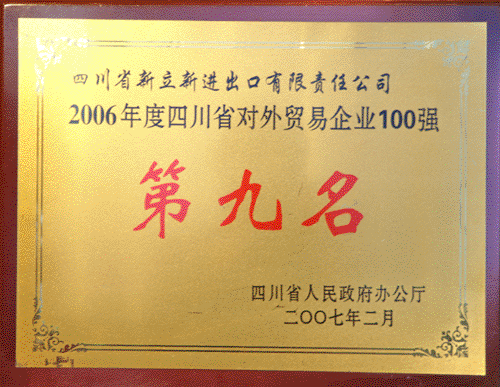 四川省新立新进出口有限责任公司
2006年度四川省对外贸易企业100强
第九名
四川省人民政府办公厅
二〇〇七年二月